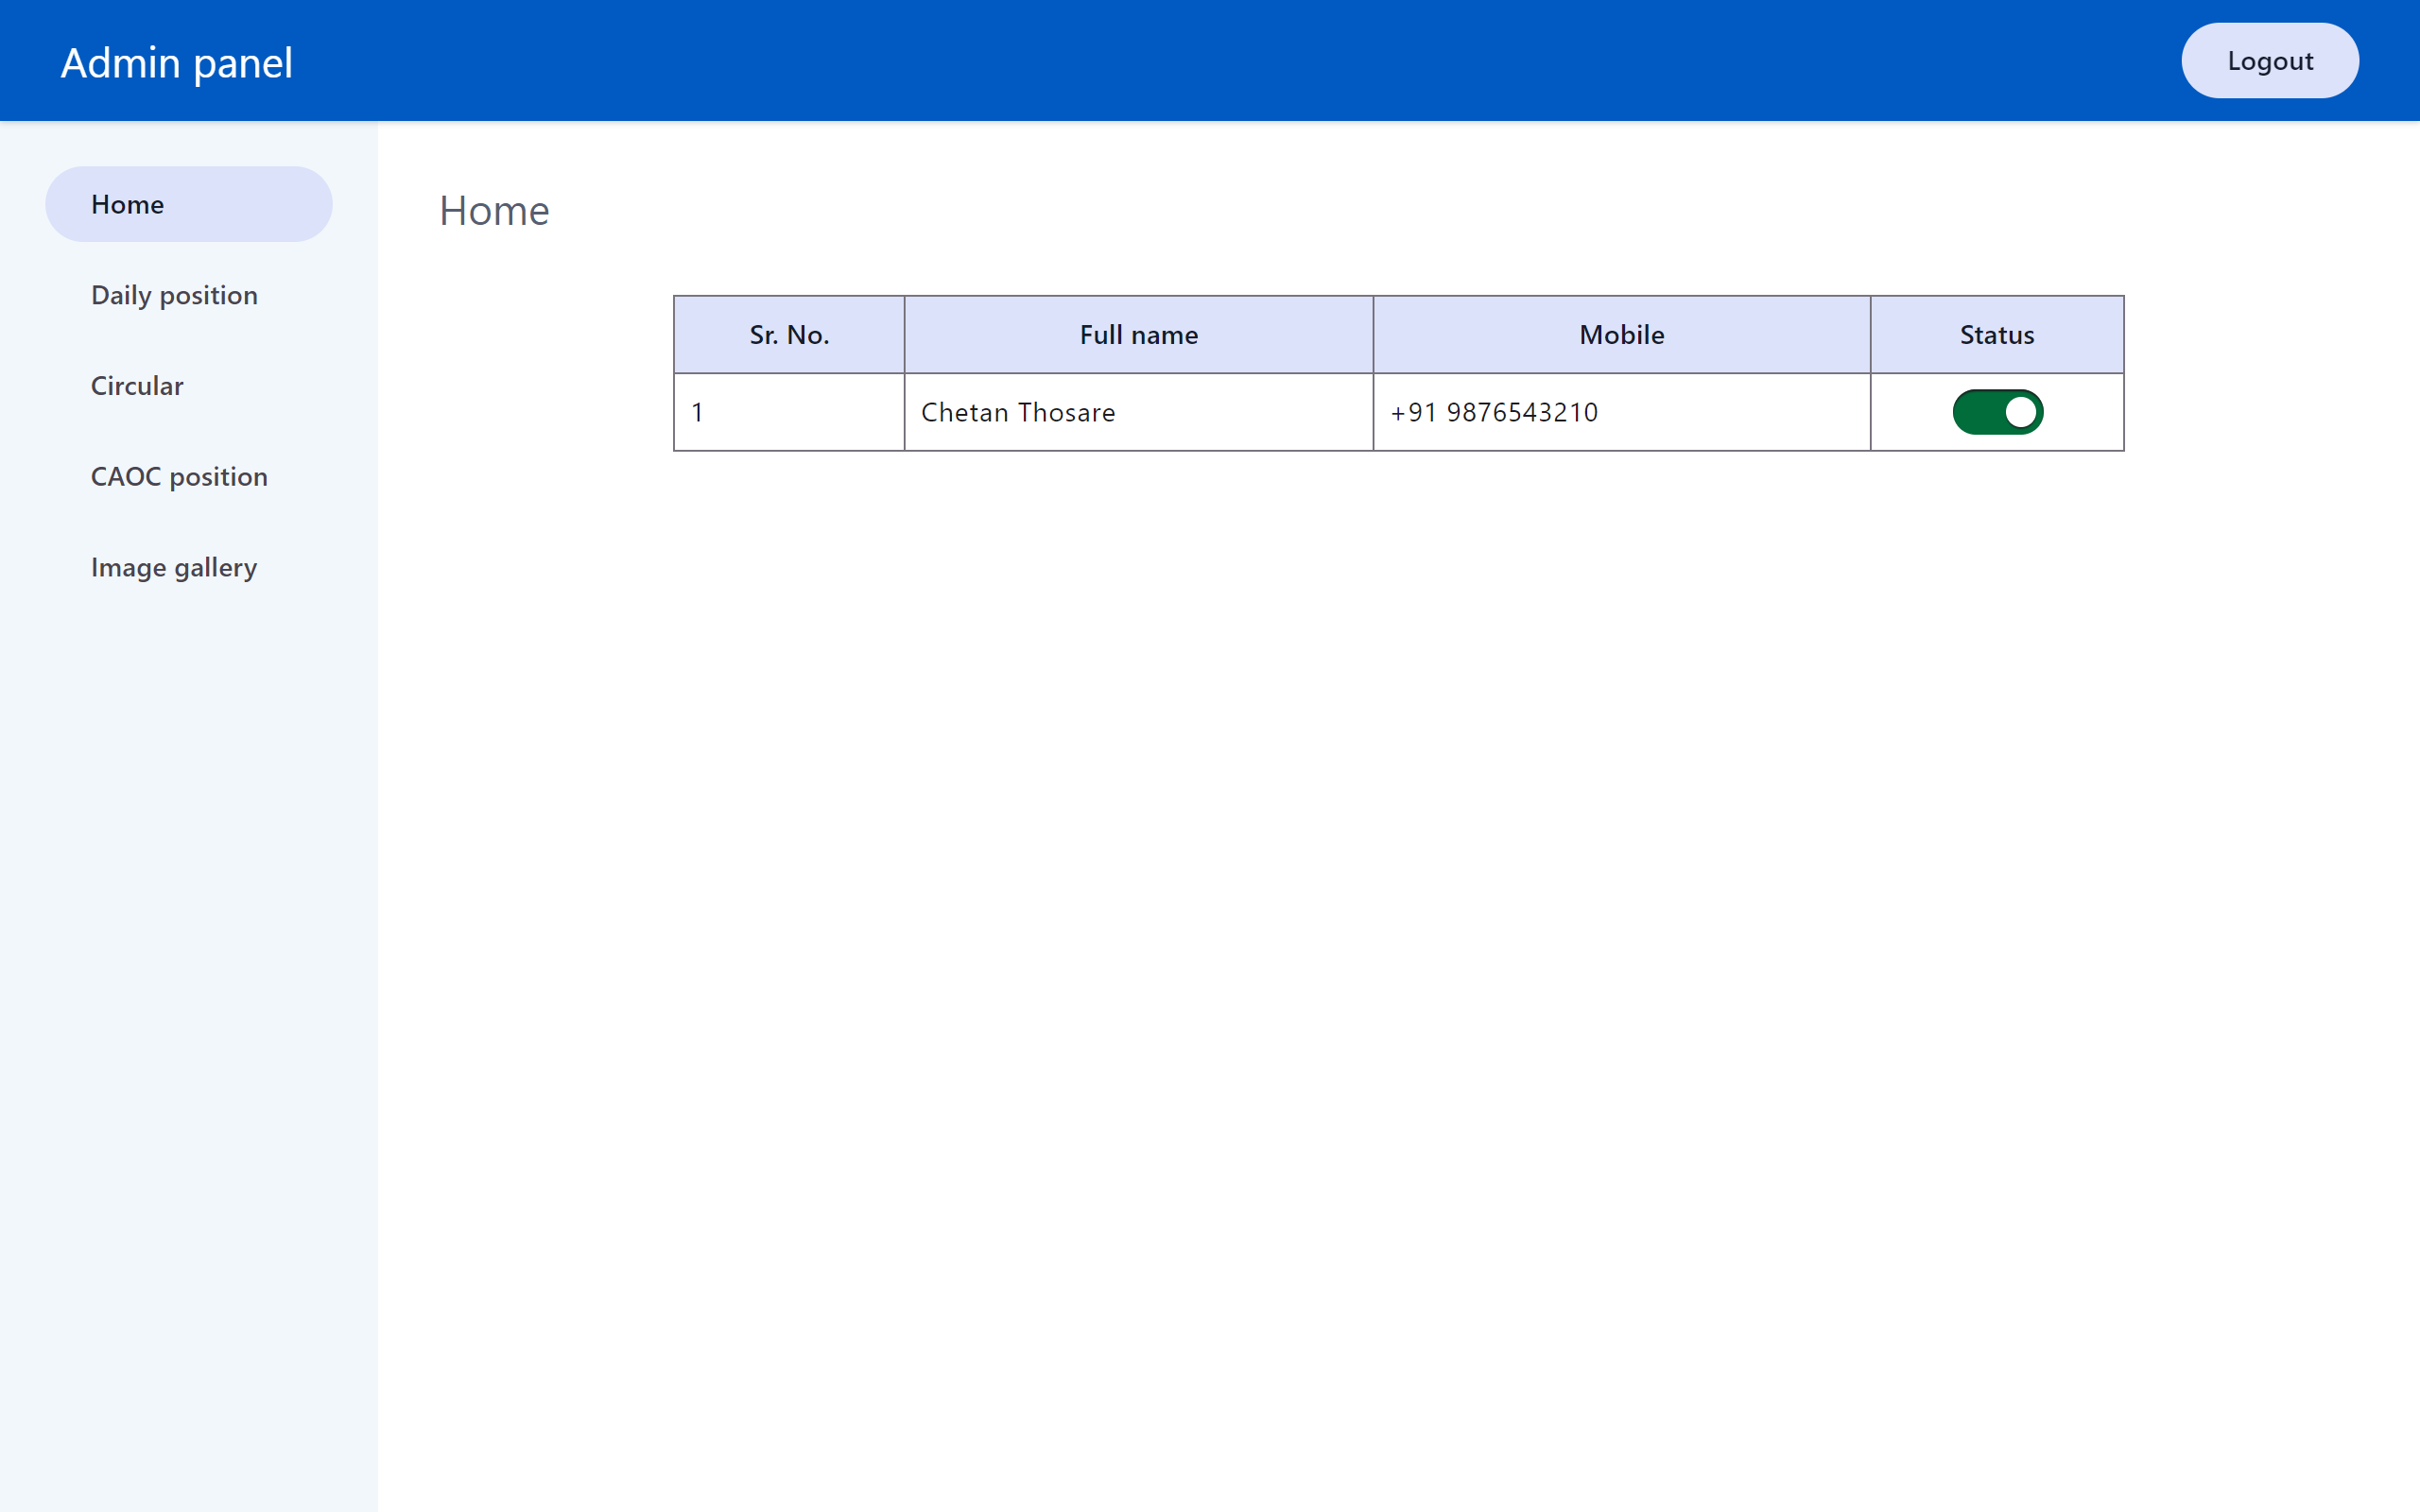 Admin panel
Logout
Home
Daily position
Circular
CAOC position
Image gallery
Home
Sr. No. Full name Mobile Status
1 Chetan Thosare +91 9876543210